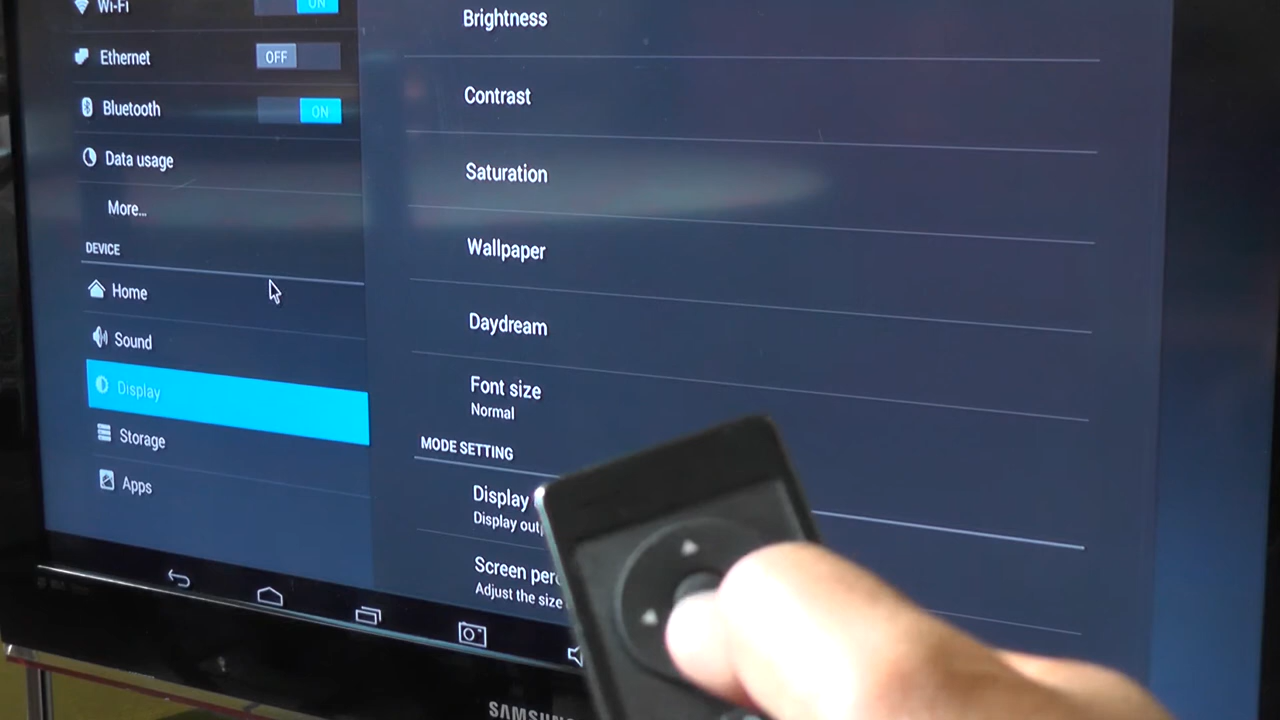 Wi-Fi
ON
Ethernet
OFF
Bluetooth
ON
Data usage
More...
DEVICE
Home
Sound
Display
Storage
Apps
Brightness
Contrast
Saturation
Wallpaper
Daydream
Font size
Normal
MODE SETTING
Display
Display
Screen
Adjust the size
SAMSUNG